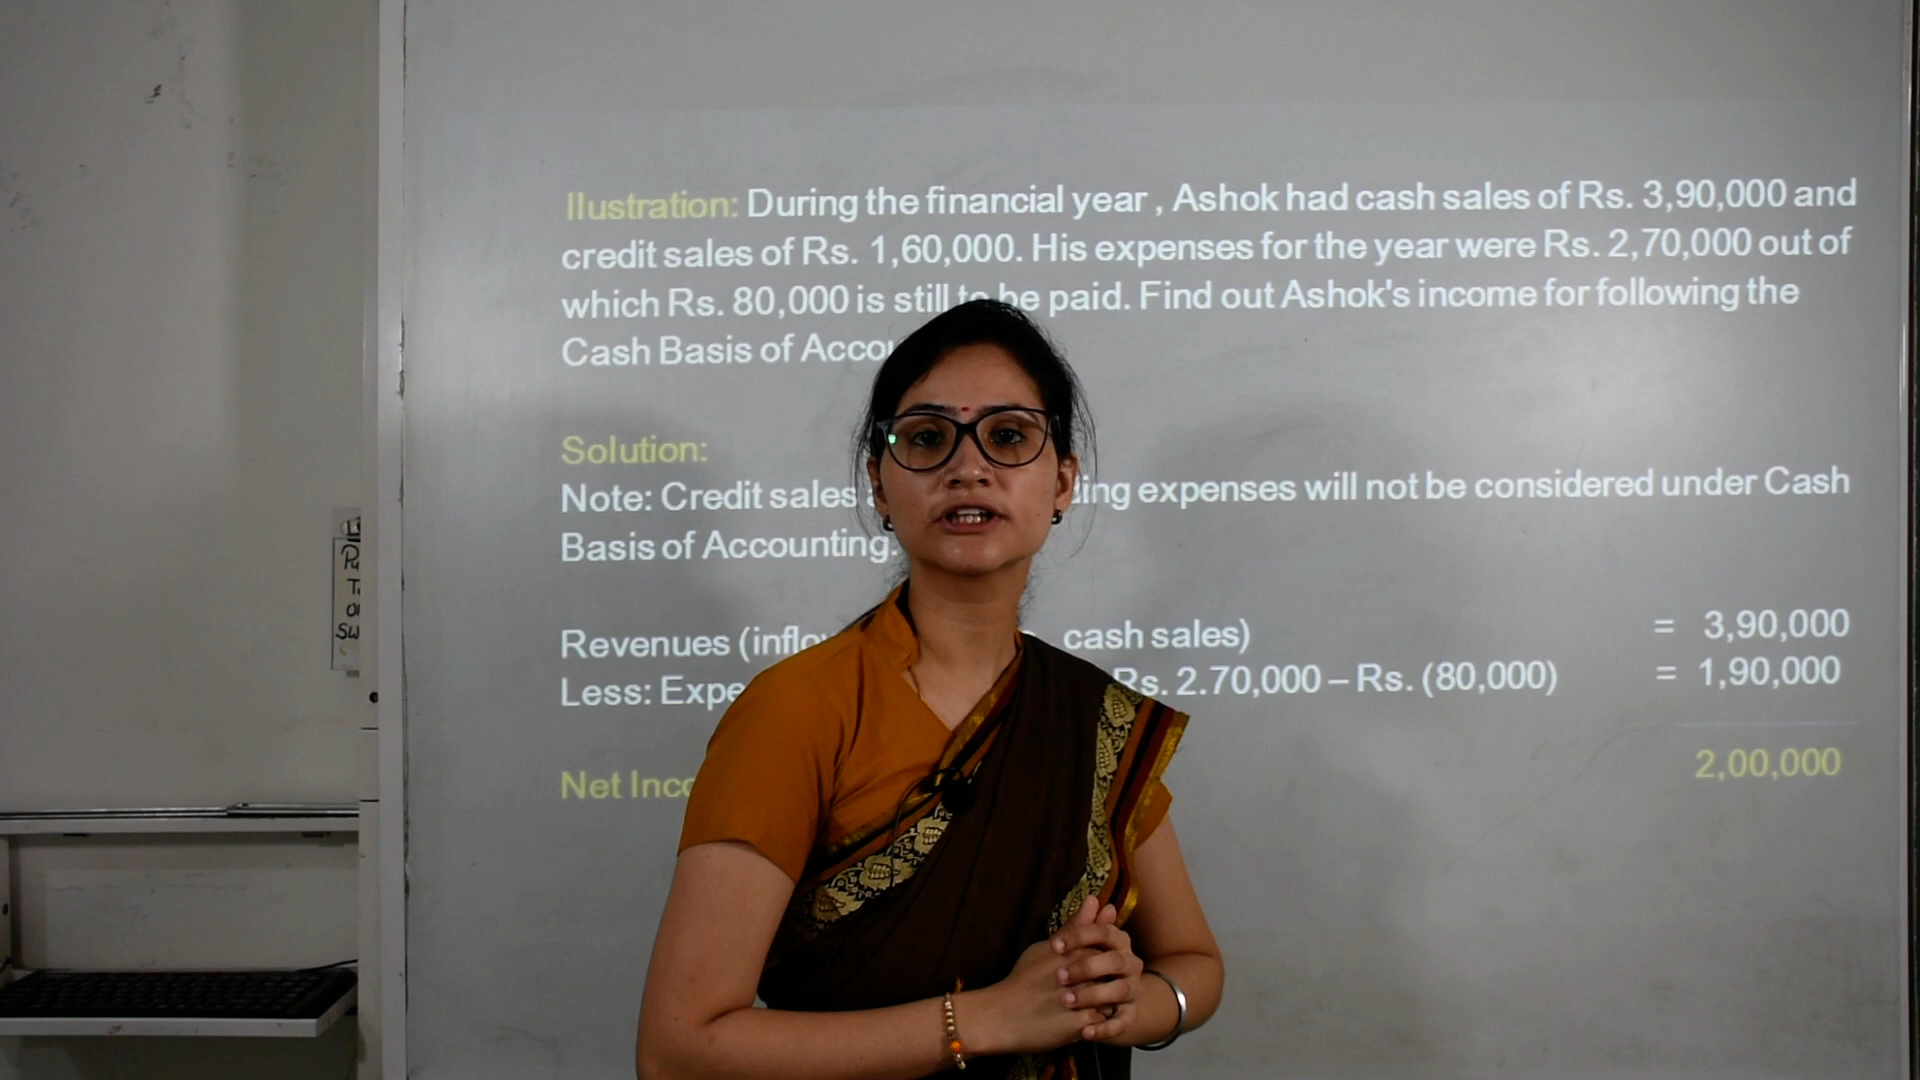 Ilustration: During the financial year , Ashok had cash sales of Rs. 3,90,000 and
credit sales of Rs. 1,60,000. His expenses for the year were Rs. 2,70,000 out of
which Rs. 80,000 is still to be paid. Find out Ashok's income for following the
Cash Basis of
Solution:
Note: Credit sales expenses will not be considered under Cash
Basis of Accounting.
Revenues cash sales) = 3,90,000
Less: Rs. 2.70,000 – Rs. (80,000) = 1,90,000
2,00,000
Net